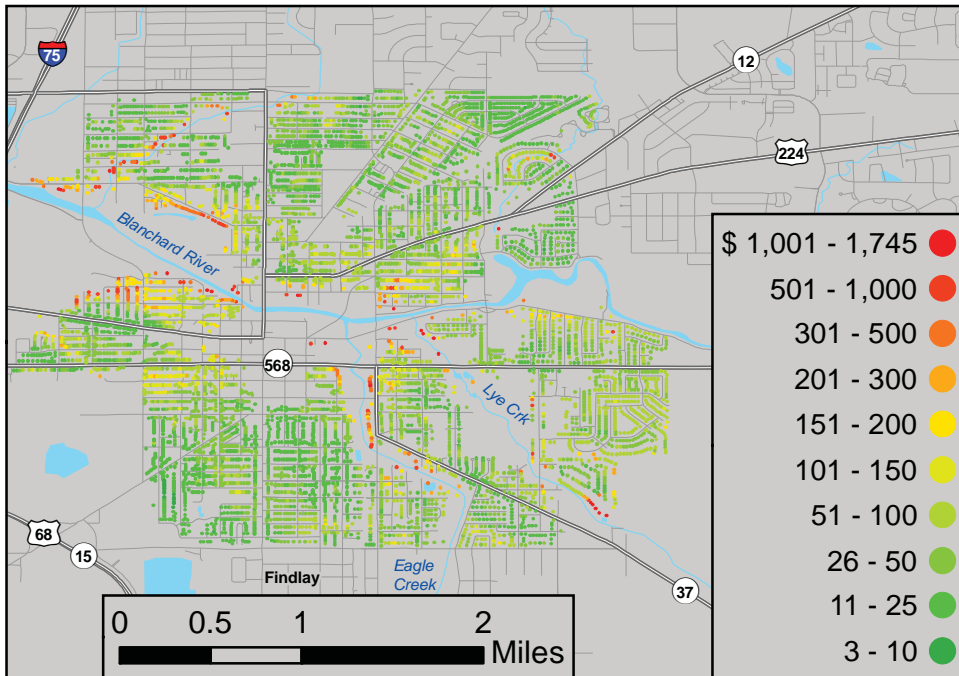 75
12
224
Blanchard River
568
Lye Crk
68
15
Findlay
Eagle
Creek
37
$ 1,001 - 1,745
501 - 1,000
301 - 500
201 - 300
151 - 200
101 - 150
51 - 100
26 - 50
11 - 25
3 - 10
0 0.5 1 2
Miles